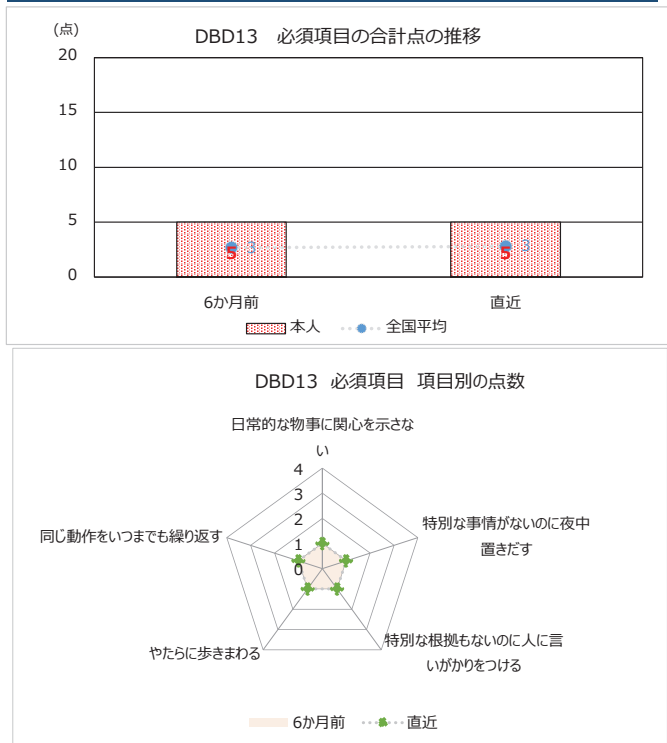 (点)
DBD13 必須項目の合計点の推移
20
15
10
5
0
5 3
5 3
6か月前 直近
本人 全国平均
DBD13 必須項目 項目別の点数
日常的な物事に関心を示さな
い
4
3
2
1
0
特別な事情がないのに夜中
置きだす
同じ動作をいつまでも繰り返す
特別な根拠もないのに人に言
いがかりをつける
やたらに歩きまわる
6か月前 直近